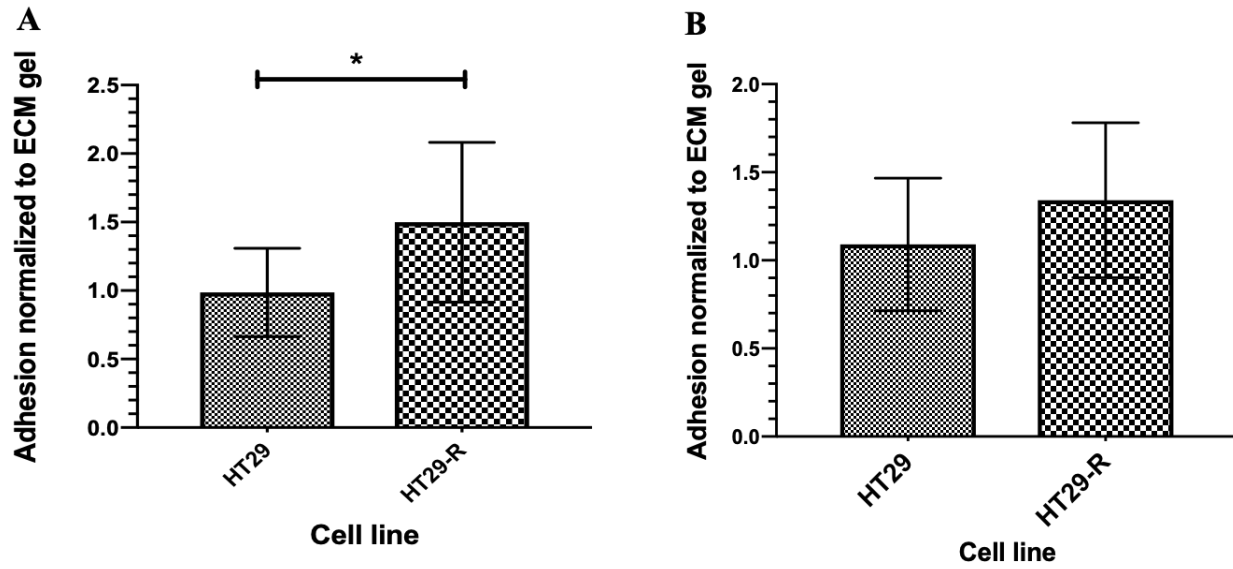 A
Adhesion normalized to ECM gel
2.5
2.0
1.5
1.0
0.5
0.0
*
HT29
HT29-R
Cell line
B
Adhesion normalized to ECM gel
2.0
1.5
1.0
0.5
0.0
HT29
HT29-R
Cell line